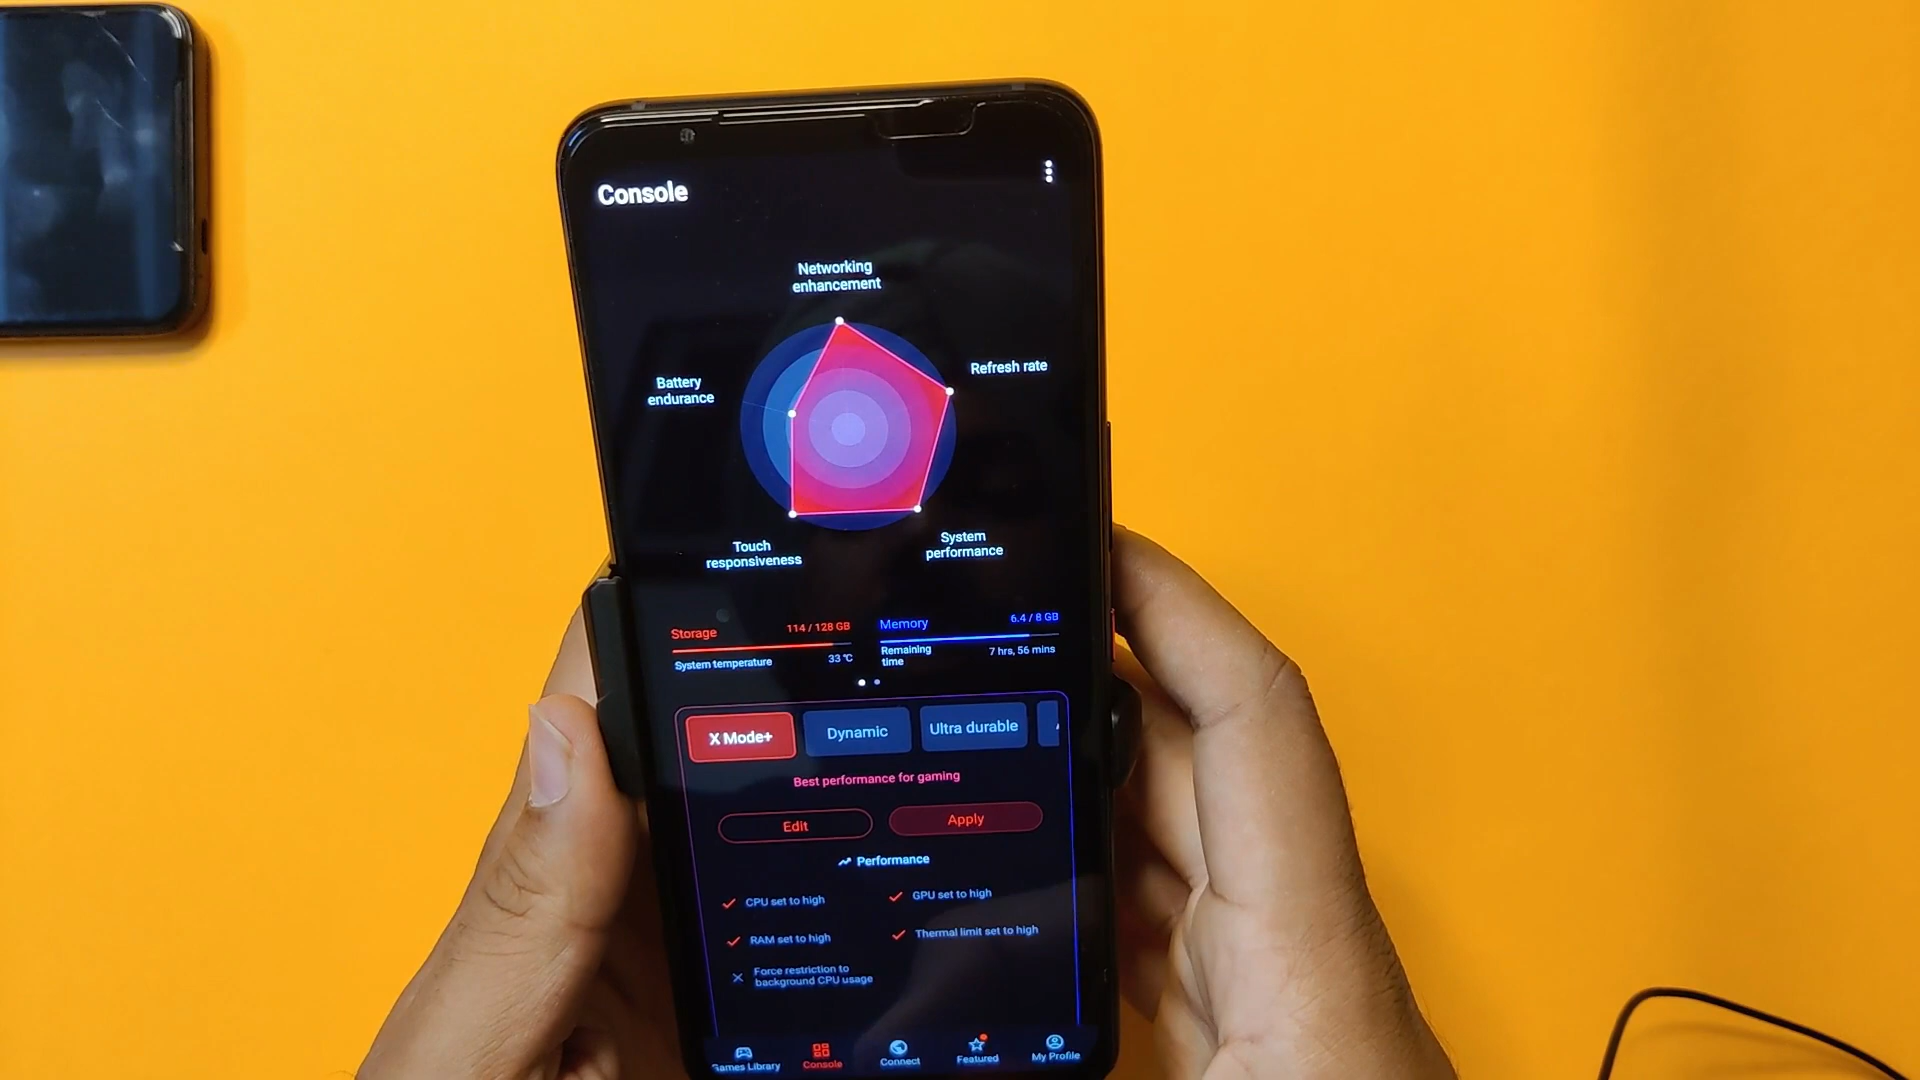 Console
Networking
enhancement
Refresh rate
Battery
endurance
System
performance
Touch
responsiveness
Storage 114 / 128 GB
System temperature 33 °C
Memory 6.4 / 8 GB
Remaining
time 7 hrs, 56 mins
X Mode+ Dynamic Ultra durable
Best performance for gaming
Edit Apply
Performance
CPU set to high GPU set to high
RAM set to high Thermal limit set to high
Force restriction to
background CPU usage
Games Library Console Connect Featured My Profile